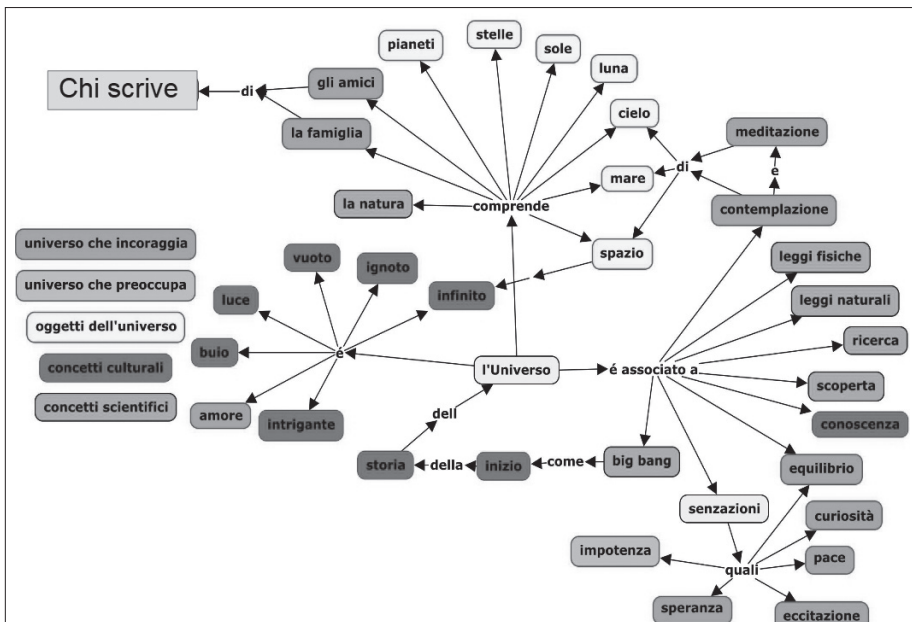 stelle
pianeti
sole
luna
Chi scrive
di
gli amici
cielo
la famiglia
meditazione
mare
di
e
la natura
comprende
contemplazione
universo che incoraggia
vuoto
ignoto
spazio
leggi fisiche
universo che preoccupa
luce
infinito
leggi naturali
oggetti dell'universo
ricerca
buio
é
l'Universo
é associato a
concetti culturali
scoperta
concetti scientifici
amore
intrigante
dell
conoscenza
storia
della
inizio
come
big bang
equilibrio
senzazioni
curiosità
impotenza
quali
pace
speranza
eccitazione